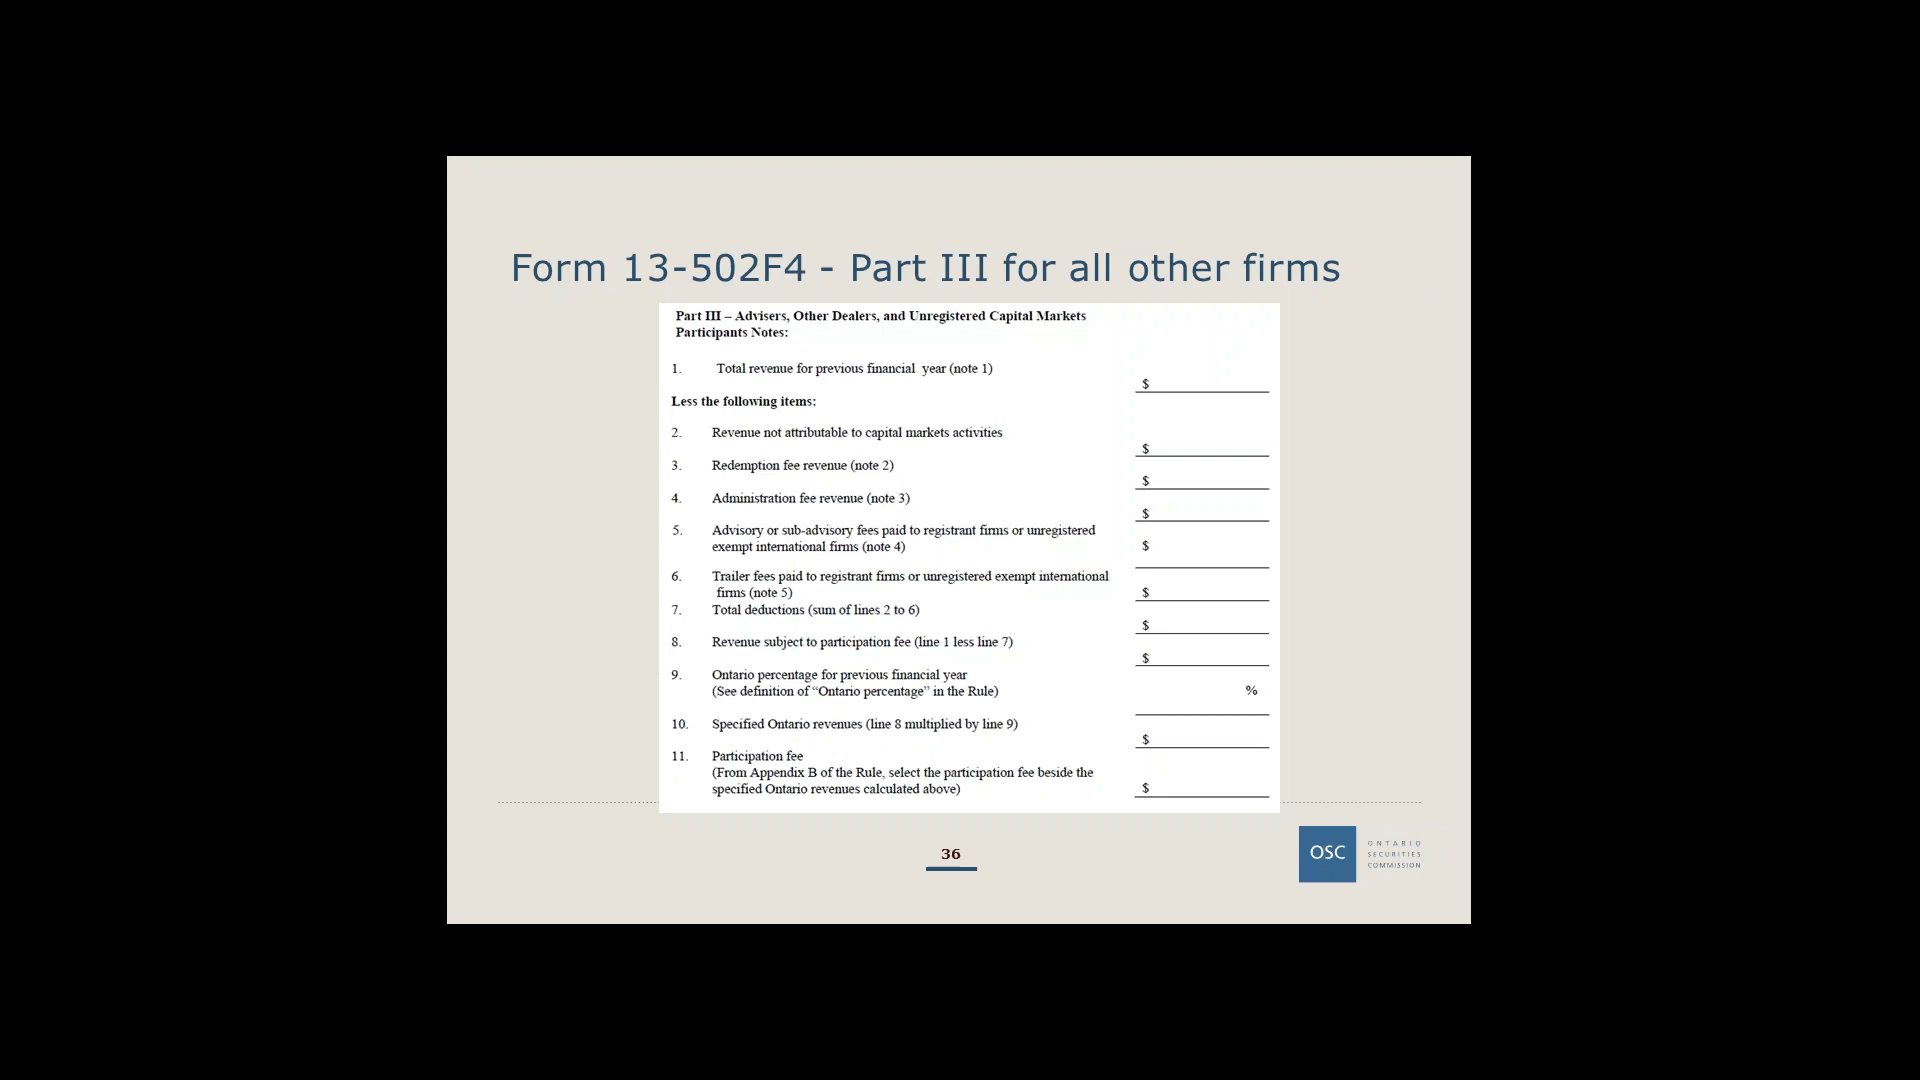 Form 13-502F4 - Part III for all other firms
Part III – Advisers, Other Dealers, and Unregistered Capital Markets
Participants Notes:
1. Total revenue for previous financial year (note 1)
$
Less the following items:
2. Revenue not attributable to capital markets activities
$
3. Redemption fee revenue (note 2)
$
4. Administration fee revenue (note 3)
$
5. Advisory or sub-advisory fees paid to registrant firms or unregistered
exempt international firms (note 4) $
6. Trailer fees paid to registrant firms or unregistered exempt international
firms (note 5) $
7. Total deductions (sum of lines 2 to 6)
$
8. Revenue subject to participation fee (line 1 less line 7)
$
9. Ontario percentage for previous financial year
(See definition of “Ontario percentage” in the Rule) %
10. Specified Ontario revenues (line 8 multiplied by line 9)
$
11. Participation fee
(From Appendix B of the Rule, select the participation fee beside the
specified Ontario revenues calculated above) $
36
OSC
ONTARIO
SECURITIES
COMMISSION